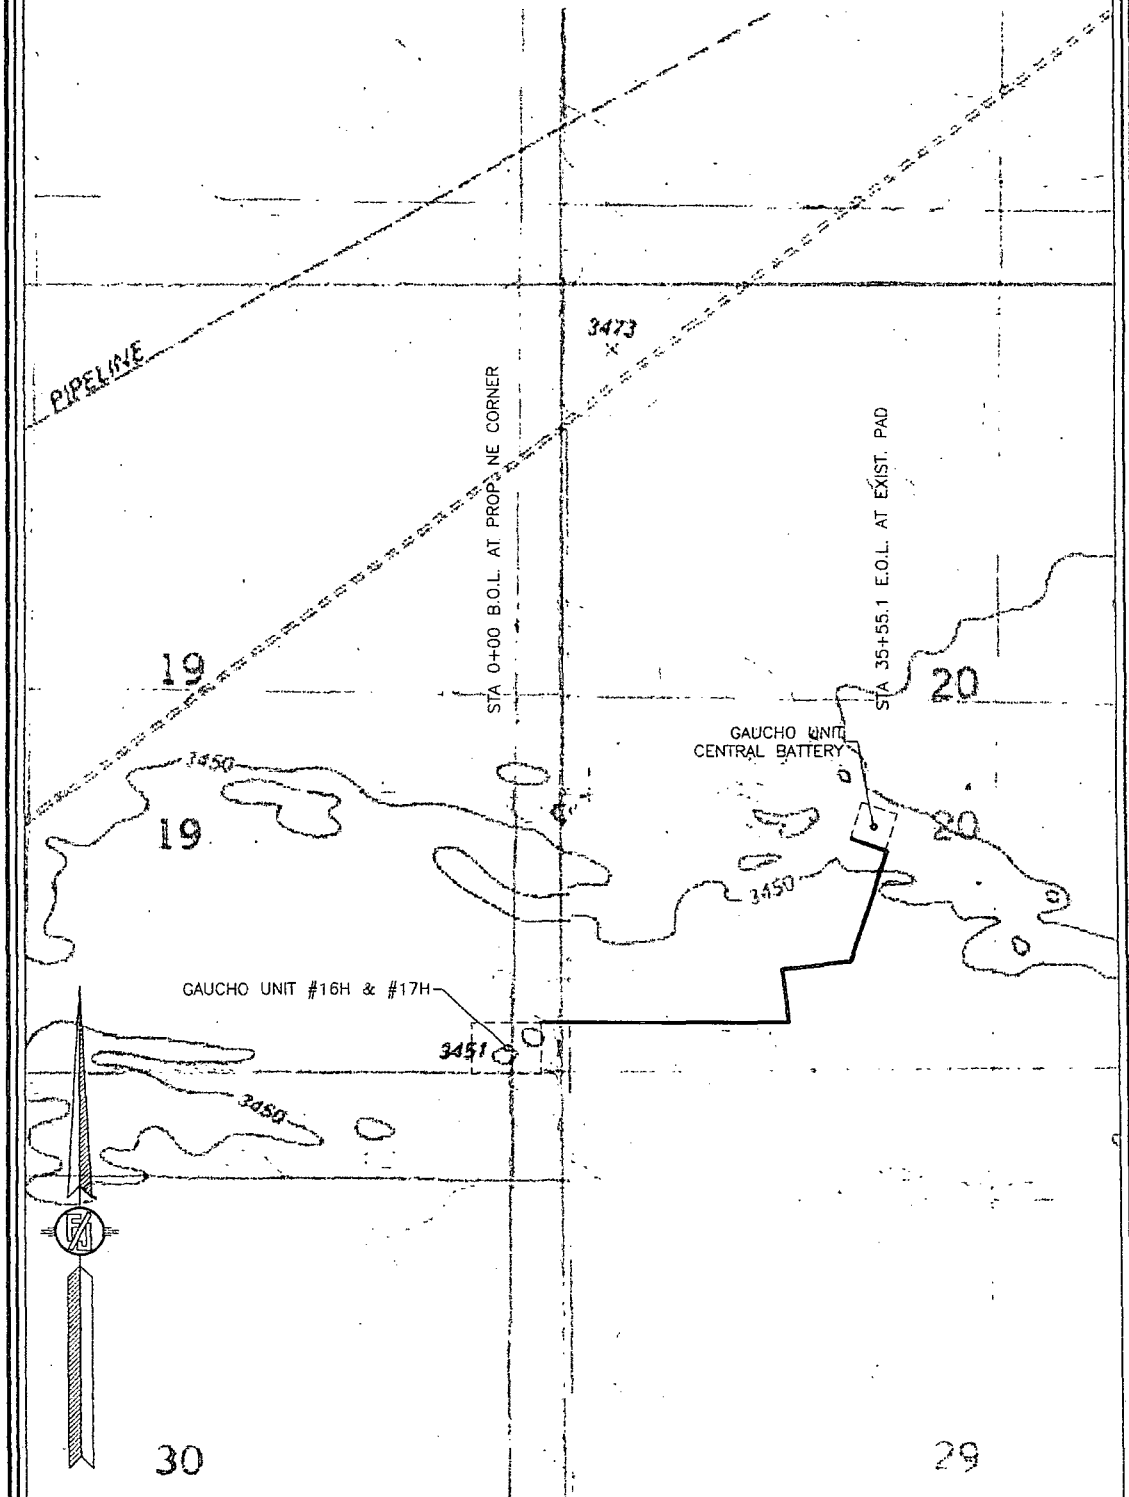 3473
PIPELINE
STA 0+00 B.O.L. AT PROP. NE CORNER
STA 35+55.1 E.O.L. AT EXIST. PAD
19
20
GAUCHO UNIT
CENTRAL BATTERY
3450
19
20
3450
GAUCHO UNIT #16H & #17H
3451
3450
30
29